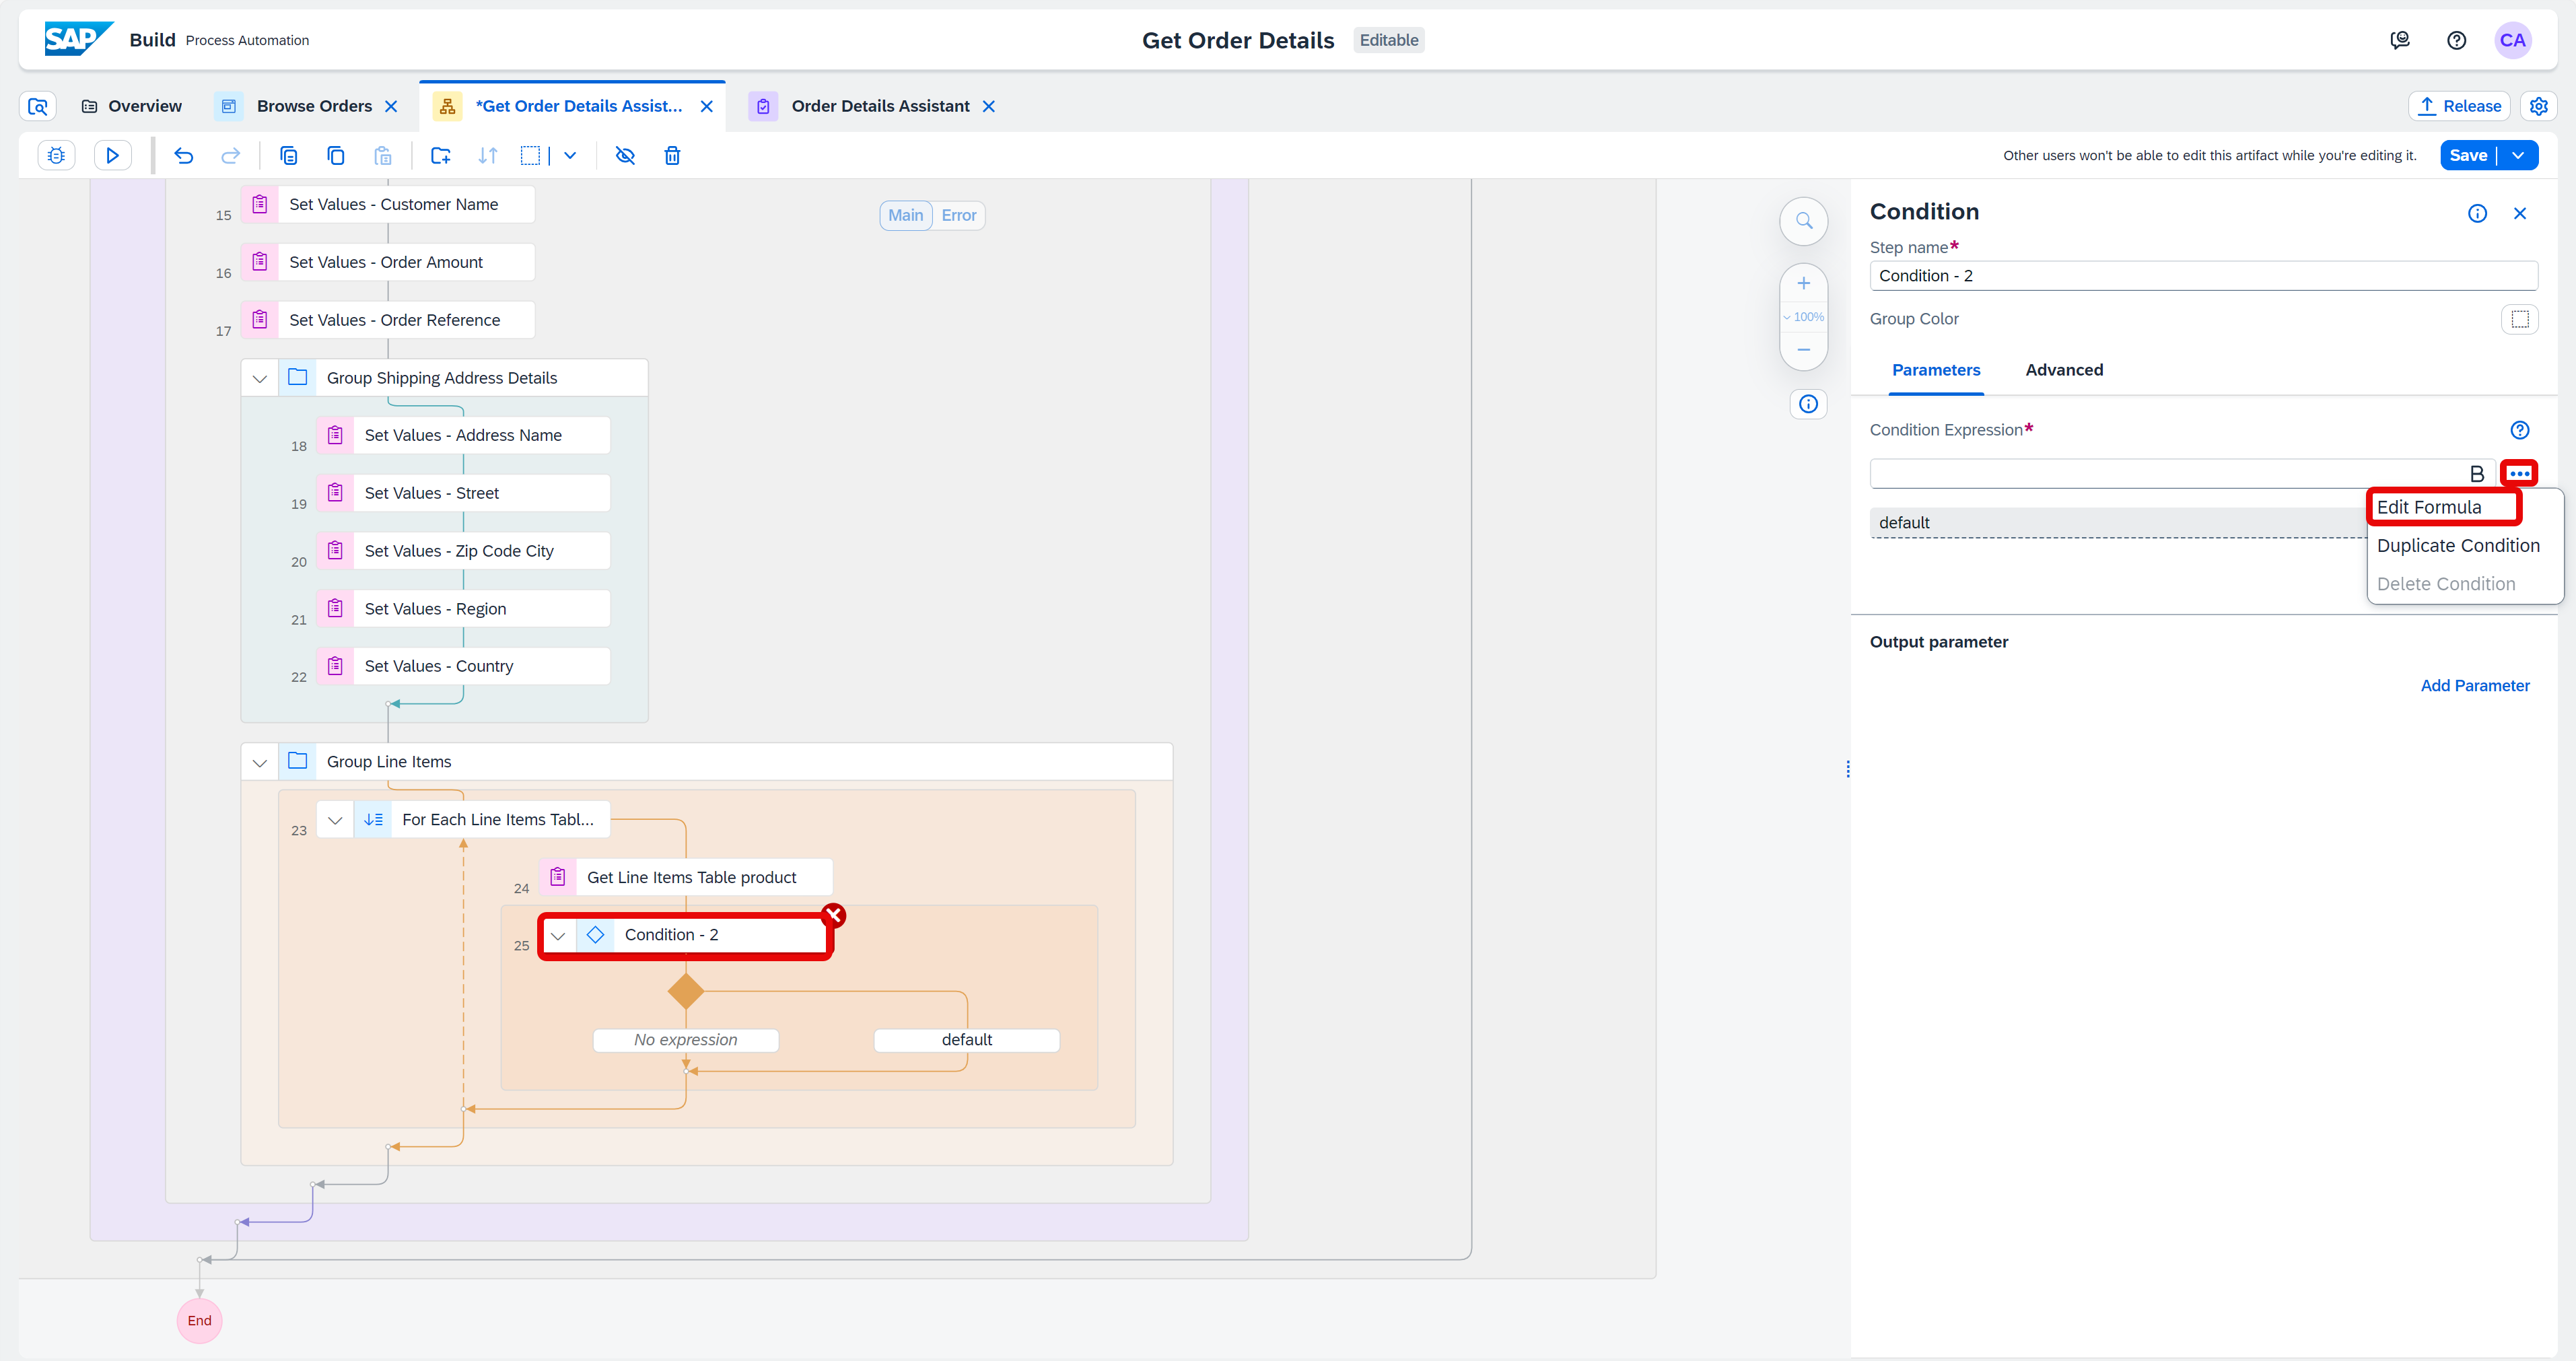 SAP Build Process Automation
Get Order Details Editable
CA
Overview
Browse Orders
*Get Order Details Assist...
Order Details Assistant
Release
Other users won't be able to edit this artifact while you're editing it.
Save
15 Set Values - Customer Name
Main Error
16 Set Values - Order Amount
17 Set Values - Order Reference
100%
Group Shipping Address Details
18 Set Values - Address Name
19 Set Values - Street
20 Set Values - Zip Code City
21 Set Values - Region
22 Set Values - Country
Group Line Items
23 For Each Line Items Tabl...
24 Get Line Items Table product
25 Condition - 2
No expression
default
End
Condition
Step name*
Condition - 2
Group Color
Parameters Advanced
Condition Expression*
B
Edit Formula
default
Duplicate Condition
Delete Condition
Output parameter
Add Parameter